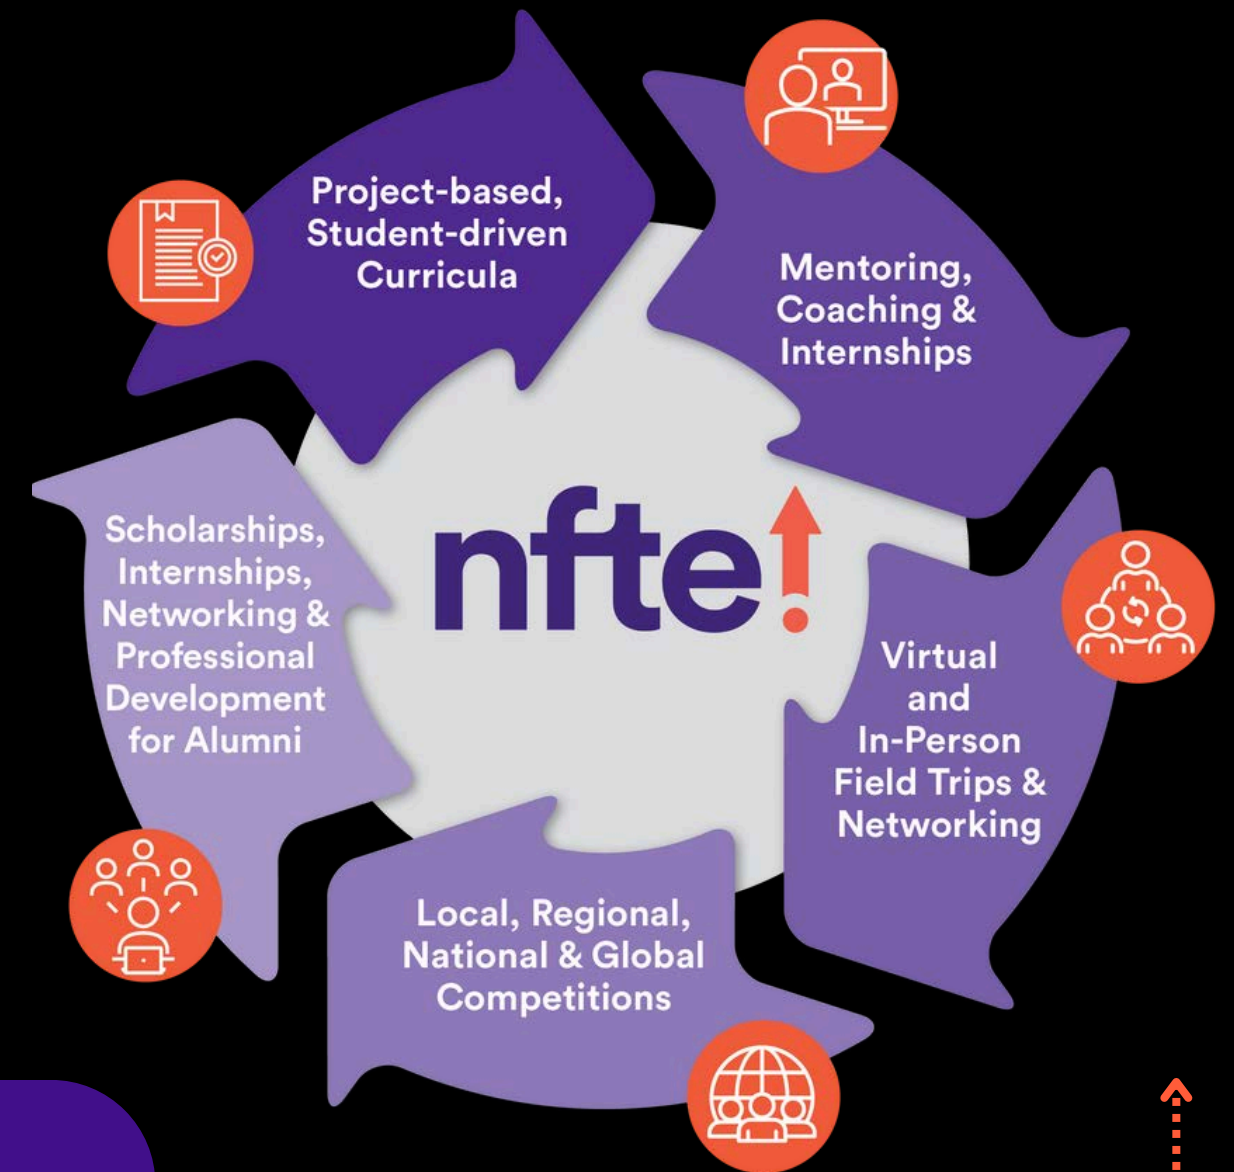 Project-based,
Student-driven
Curricula
Mentoring,
Coaching &
Internships
Virtual
and
In-Person
Field Trips &
Networking
Local, Regional,
National & Global
Competitions
Scholarships,
Internships,
Networking &
Professional
Development
for Alumni
nfte!